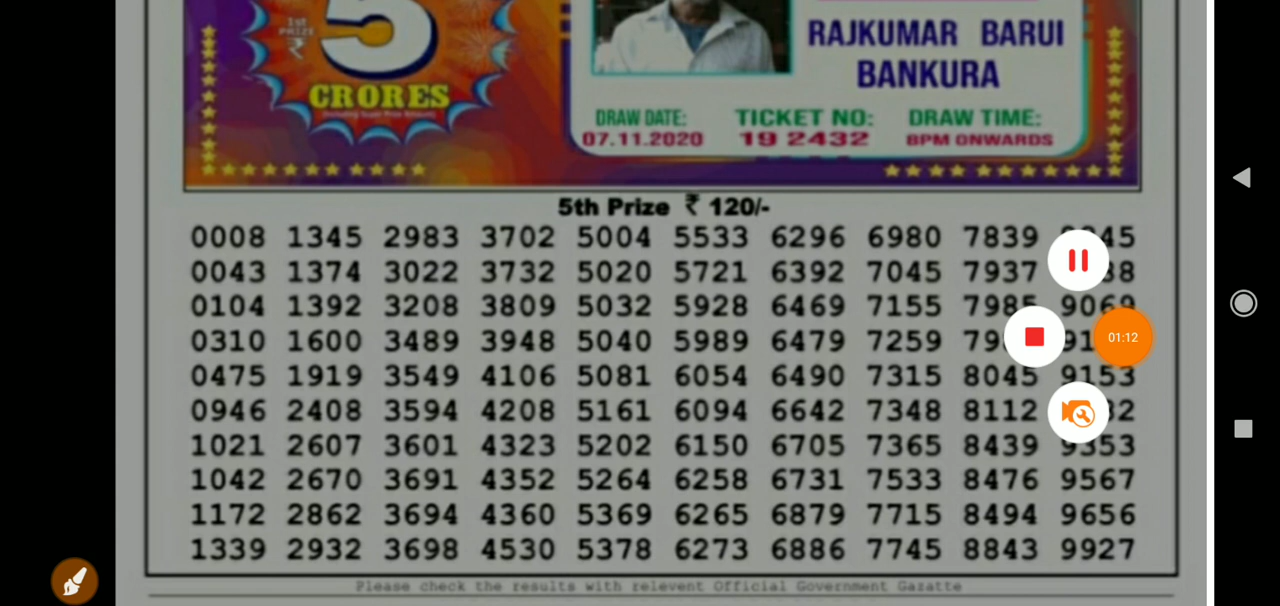 1st
PRIZE
₹
5
CRORES
RAJKUMAR BARUI
BANKURA
DRAW DATE: TICKET NO: DRAW TIME:
07.11.2020 19 2432 8PM ONWARDS
5th Prize ₹ 120/-
0008 1345 2983 3702 5004 5533 6296 6980 7839
0043 1374 3022 3732 5020 5721 6392 7045 7937
0104 1392 3208 3809 5032 5928 6469 7155 7985 9069
0310 1600 3489 3948 5040 5989 6479 7259
01:12
0475 1919 3549 4106 5081 6054 6490 7315 8045 9153
0946 2408 3594 4208 5161 6094 6642 7348 8112
1021 2607 3601 4323 5202 6150 6705 7365 8439 9353
1042 2670 3691 4352 5264 6258 6731 7533 8476 9567
1172 2862 3694 4360 5369 6265 6879 7715 8494 9656
1339 2932 3698 4530 5378 6273 6886 7745 8843 9927
Please check the results with relevent Official Government Gazatte